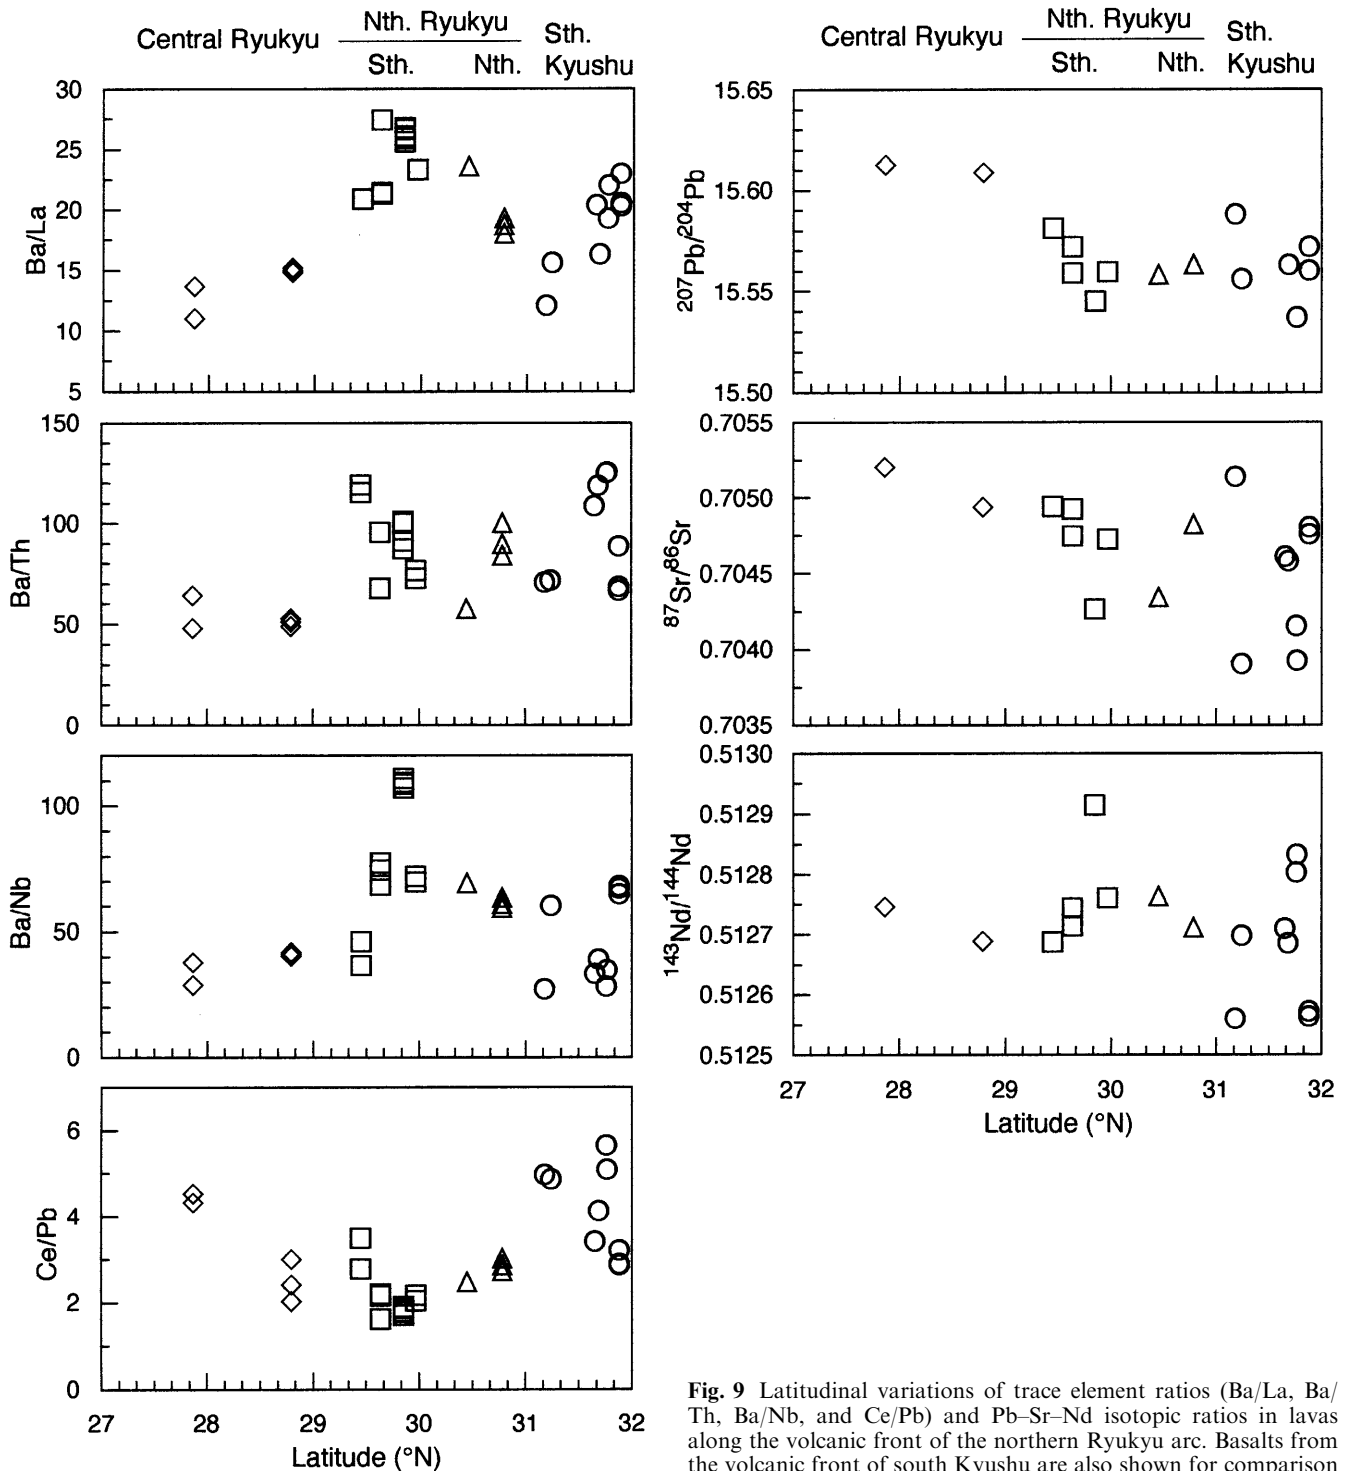 Central Ryukyu
Nth. Ryukyu
Sth.
Nth.
Sth.
Kyushu
30
25
20
15
10
5
Ba/La
150
100
50
0
Ba/Th
100
50
0
Ba/Nb
6
4
2
0
Ce/Pb
27 28 29 30 31 32
Latitude (°N)
Central Ryukyu
Nth. Ryukyu
Sth.
Nth.
Sth.
Kyushu
15.65
15.60
15.55
15.50
207Pb/204Pb
0.7055
0.7050
0.7045
0.7040
0.7035
87Sr/86Sr
0.5130
0.5129
0.5128
0.5127
0.5126
0.5125
143Nd/144Nd
27 28 29 30 31 32
Latitude (°N)
Fig. 9 Latitudinal variations of trace element ratios (Ba/La, Ba/
Th, Ba/Nb, and Ce/Pb) and Pb–Sr–Nd isotopic ratios in lavas
along the volcanic front of the northern Ryukyu arc. Basalts from
the volcanic front of south Kyushu are also shown for comparison